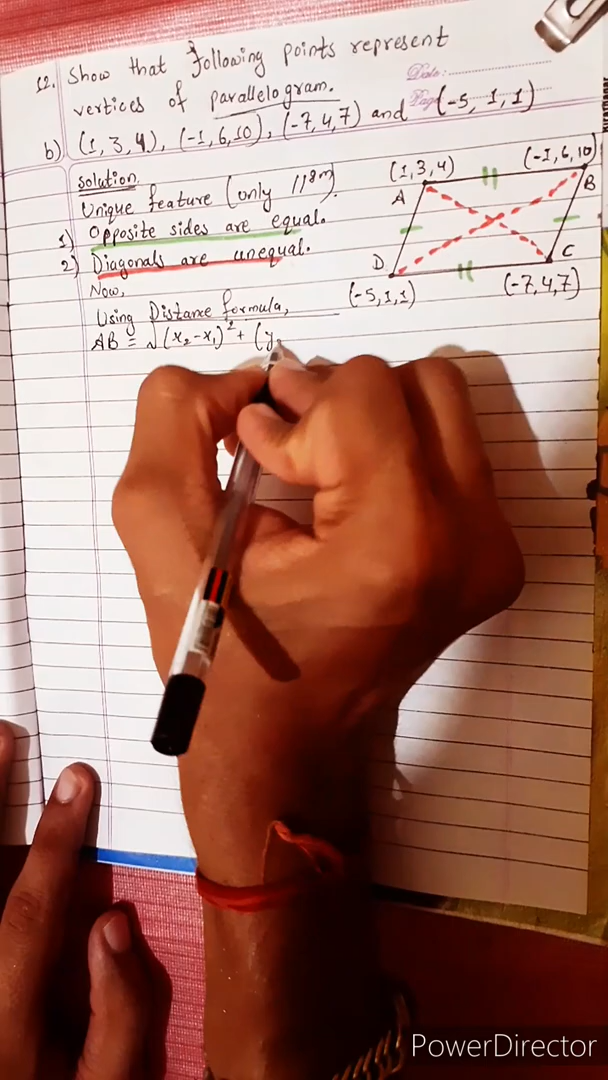 12. Show that following points represent
vertices of parallelogram.
Date:
Page:
b) (1, 3, 4), (-1, 6, 10), (-7, 4, 7) and (-5, 1, 1)
solution.
Unique feature (only 11gm).
1) Opposite sides are equal.
2) Diagonals are unequal.
Now,
Using Distance formula,
AB = √(x₂-x₁)² + (y₂
(1, 3, 4)
(-1, 6, 10)
A
B
D
C
(-5, 1, 1)
(-7, 4, 7)
PowerDirector